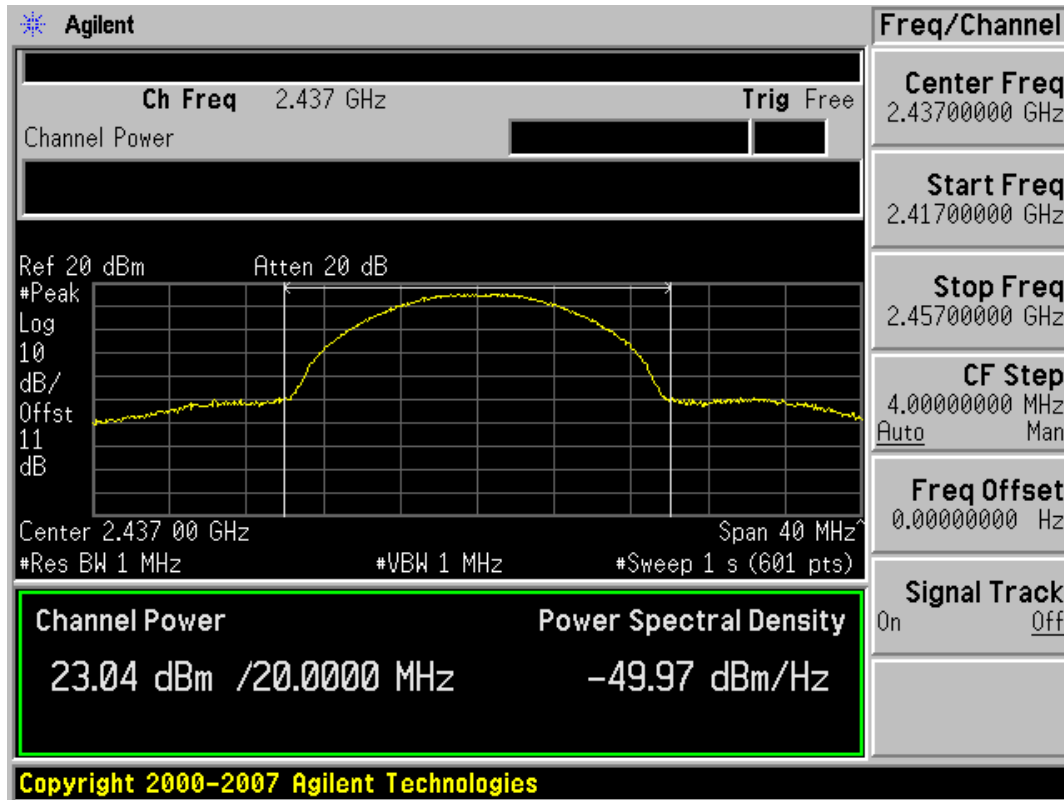 Agilent
Freq/Channel
Ch Freq 2.437 GHz Trig Free
Channel Power
Ref 20 dBm Atten 20 dB
#Peak
Log
10
dB/
Offst
11
dB
Center 2.437 00 GHz Span 40 MHz^
#Res BW 1 MHz #VBW 1 MHz #Sweep 1 s (601 pts)
Channel Power Power Spectral Density
23.04 dBm /20.0000 MHz -49.97 dBm/Hz
Center Freq
2.43700000 GHz
Start Freq
2.41700000 GHz
Stop Freq
2.45700000 GHz
CF Step
4.00000000 MHz
Auto Man
Freq Offset
0.00000000 Hz
Signal Track
On Off
Copyright 2000-2007 Agilent Technologies